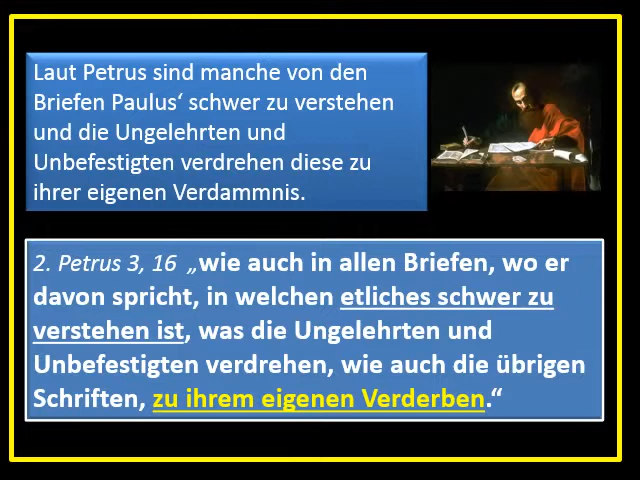 Laut Petrus sind manche von den
Briefen Paulus‘ schwer zu verstehen
und die Ungelehrten und
Unbefestigten verdrehen diese zu
ihrer eigenen Verdammnis.
2. Petrus 3, 16 „wie auch in allen Briefen, wo er
davon spricht, in welchen etliches schwer zu
verstehen ist, was die Ungelehrten und
Unbefestigten verdrehen, wie auch die übrigen
Schriften, zu ihrem eigenen Verderben.“